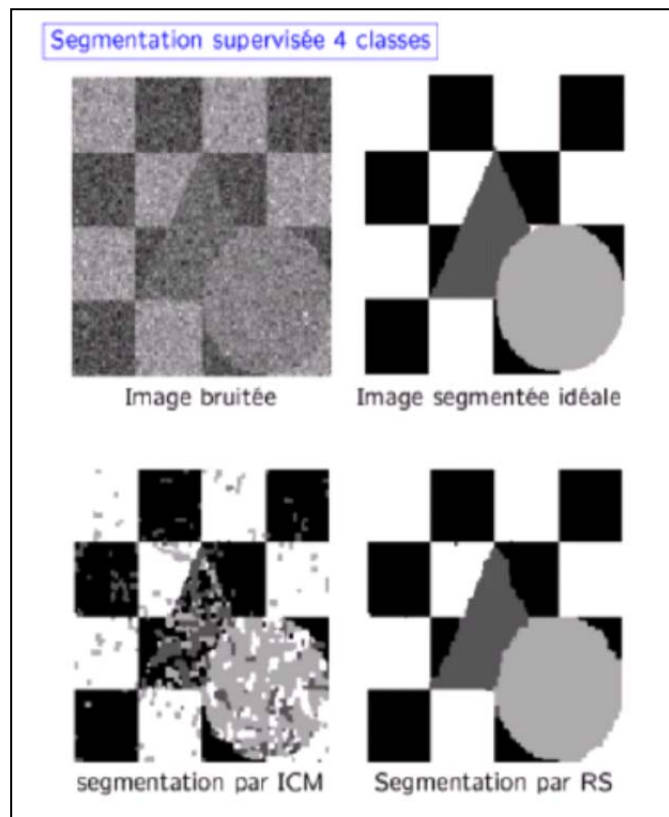 Segmentation supervisée 4 classes
Image bruitée
Image segmentée idéale
segmentation par ICM
Segmentation par RS